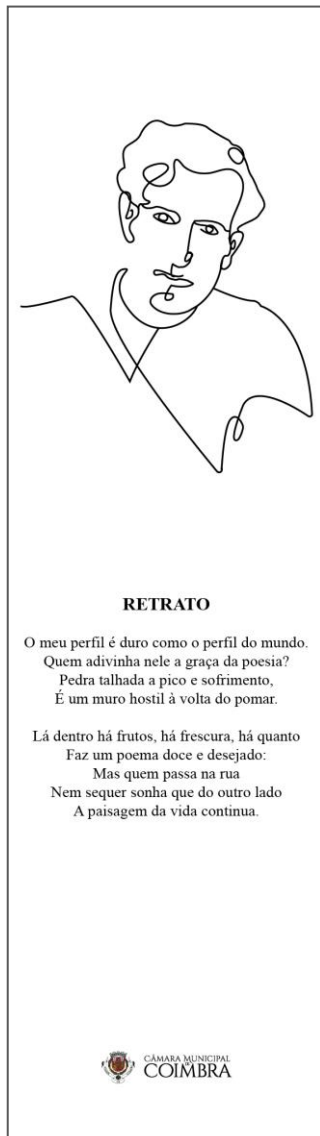 RETRATO
O meu perfil é duro como o perfil do mundo.
Quem adivinha nele a graça da poesia?
Pedra talhada a pico e sofrimento,
É um muro hostil à volta do pomar.
Lá dentro há frutos, há frescura, há quanto
Faz um poema doce e desejado:
Mas quem passa na rua
Nem sequer sonha que do outro lado
A paisagem da vida continua.
CÂMARA MUNICIPAL
COIMBRA